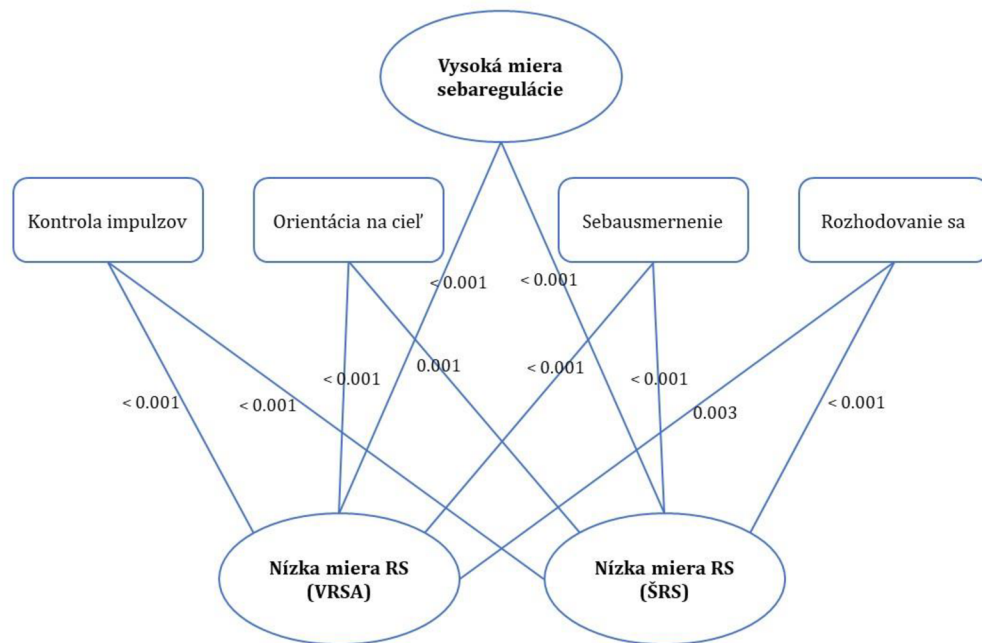 Vysoká miera
sebaregulácie
Kontrola impulzov
Orientácia na cieľ
Sebausmernenie
Rozhodovanie sa
< 0.001
< 0.001
< 0.001
0.001
< 0.001
< 0.001
< 0.001
< 0.001
0.003
< 0.001
Nízka miera RS
(VRSA)
Nízka miera RS
(ŠRS)